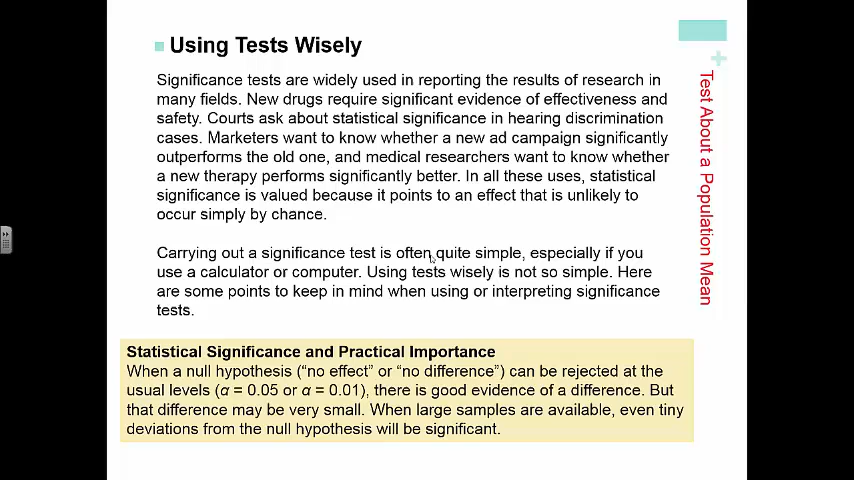 Using Tests Wisely
Significance tests are widely used in reporting the results of research in
many fields. New drugs require significant evidence of effectiveness and
safety. Courts ask about statistical significance in hearing discrimination
cases. Marketers want to know whether a new ad campaign significantly
outperforms the old one, and medical researchers want to know whether
a new therapy performs significantly better. In all these uses, statistical
significance is valued because it points to an effect that is unlikely to
occur simply by chance.
Carrying out a significance test is often quite simple, especially if you
use a calculator or computer. Using tests wisely is not so simple. Here
are some points to keep in mind when using or interpreting significance
tests.
Statistical Significance and Practical Importance
When a null hypothesis (“no effect” or “no difference”) can be rejected at the
usual levels (α = 0.05 or α = 0.01), there is good evidence of a difference. But
that difference may be very small. When large samples are available, even tiny
deviations from the null hypothesis will be significant.
+
Test About a Population Mean